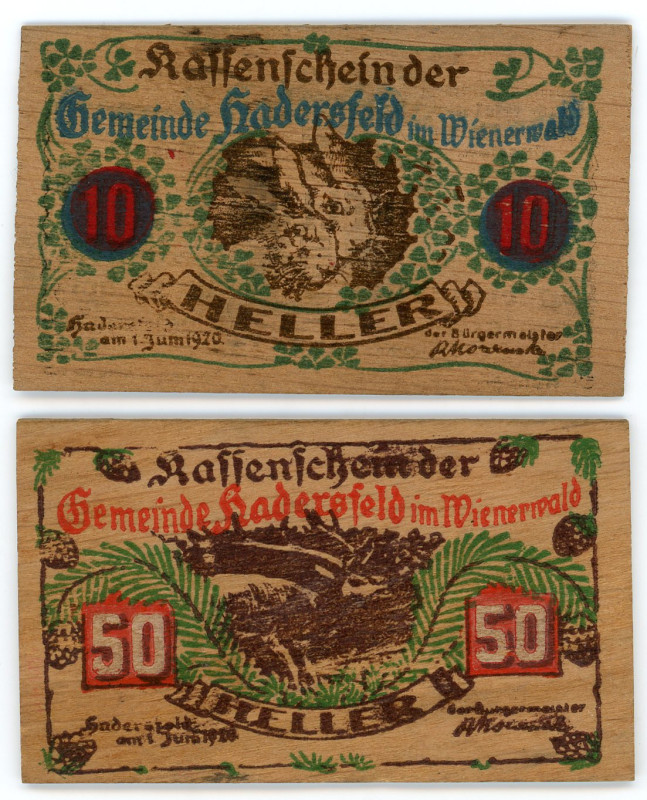 Kassenschein der
Gemeinde Hadersfeld im Wienerwald
10 10
HELLER
Hadersfeld
am 1. Juni 1920.
der Bürgermeister
Kassenschein der
Gemeinde Hadersfeld im Wienerwald
50 50
HELLER
Hadersfeld
am 1. Juni 1920
der Bürgermeister